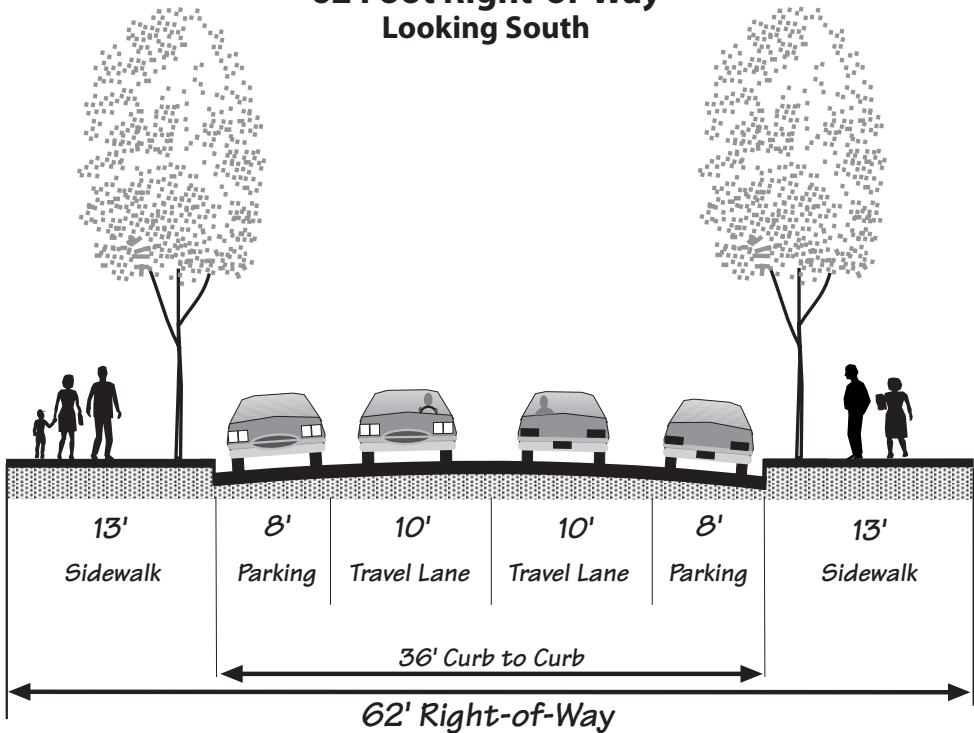 62 Foot Right-of-Way
Looking South
13' 8' 10' 10' 8' 13'
Sidewalk Parking Travel Lane Travel Lane Parking Sidewalk
36' Curb to Curb
62' Right-of-Way